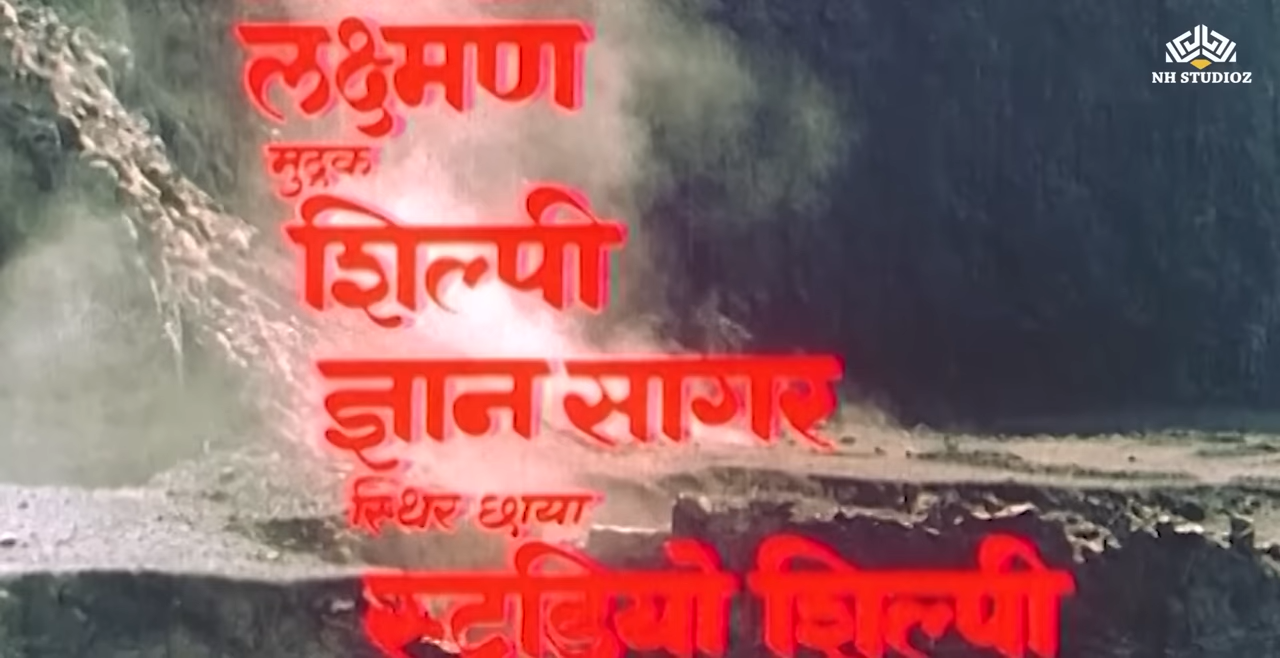 लक्ष्मण
NH STUDIOZ
मुद्रक
शिल्पी
ज्ञान सागर
स्थिर छाया
स्टुडियो शिल्पी